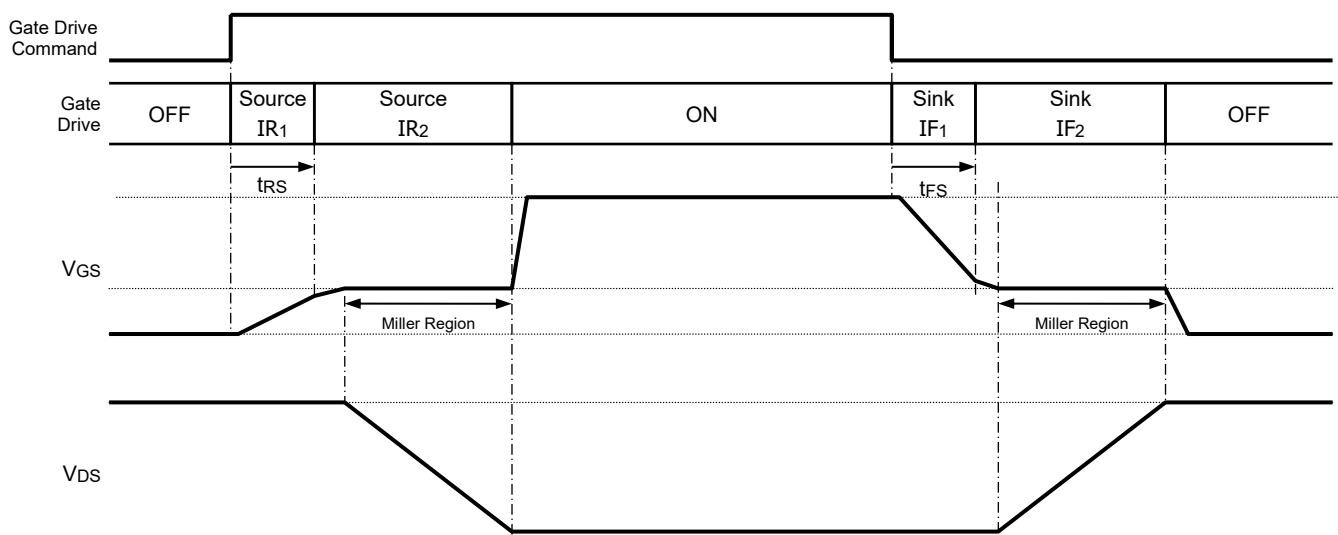 Gate Drive
Command
Gate
Drive
OFF
Source
IR1
Source
IR2
ON
Sink
IF1
Sink
IF2
OFF
tRS
tFS
VGS
Miller Region
Miller Region
VDS